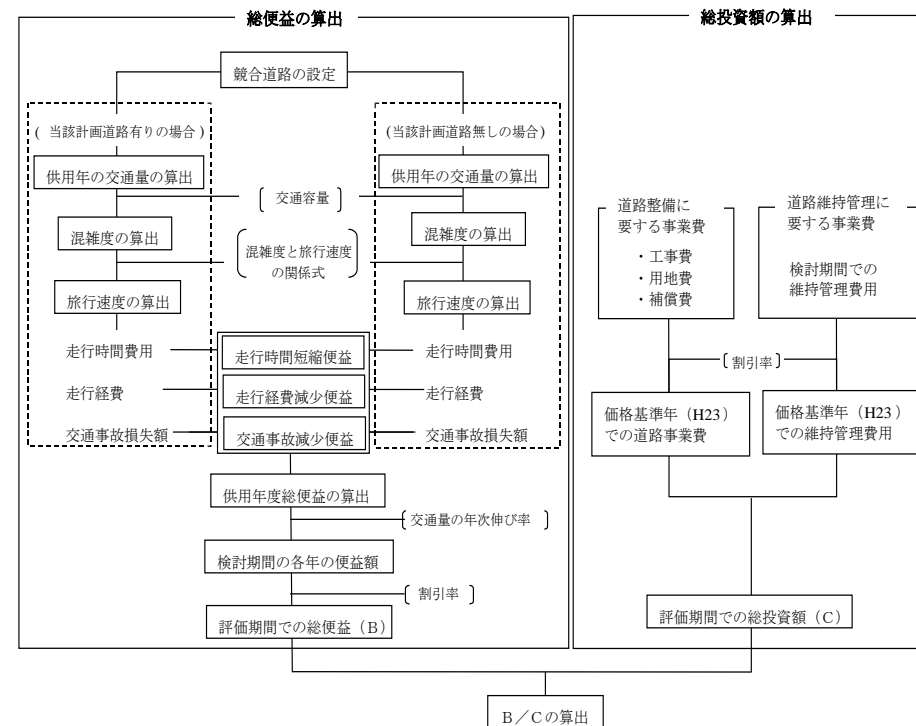 総便益の算出
競合道路の設定
(当該計画道路有りの場合)
供用年の交通量の算出
混雑度の算出
旅行速度の算出
(当該計画道路無しの場合)
供用年の交通量の算出
混雑度の算出
旅行速度の算出
交通容量
混雑度と旅行速度
の関係式
走行時間費用
走行時間短縮便益
走行時間費用
走行経費
走行経費減少便益
走行経費
交通事故損失額
交通事故減少便益
交通事故損失額
供用年度総便益の算出
交通量の年次伸び率
検討期間の各年の便益額
割引率
評価期間での総便益(B)
総投資額の算出
道路整備に
要する事業費
・工事費
・用地費
・補償費
道路維持管理に
要する事業費
検討期間での
維持管理費用
割引率
価格基準年(H23)
での道路事業費
価格基準年(H23)
での維持管理費用
評価期間での総投資額(C)
B/Cの算出